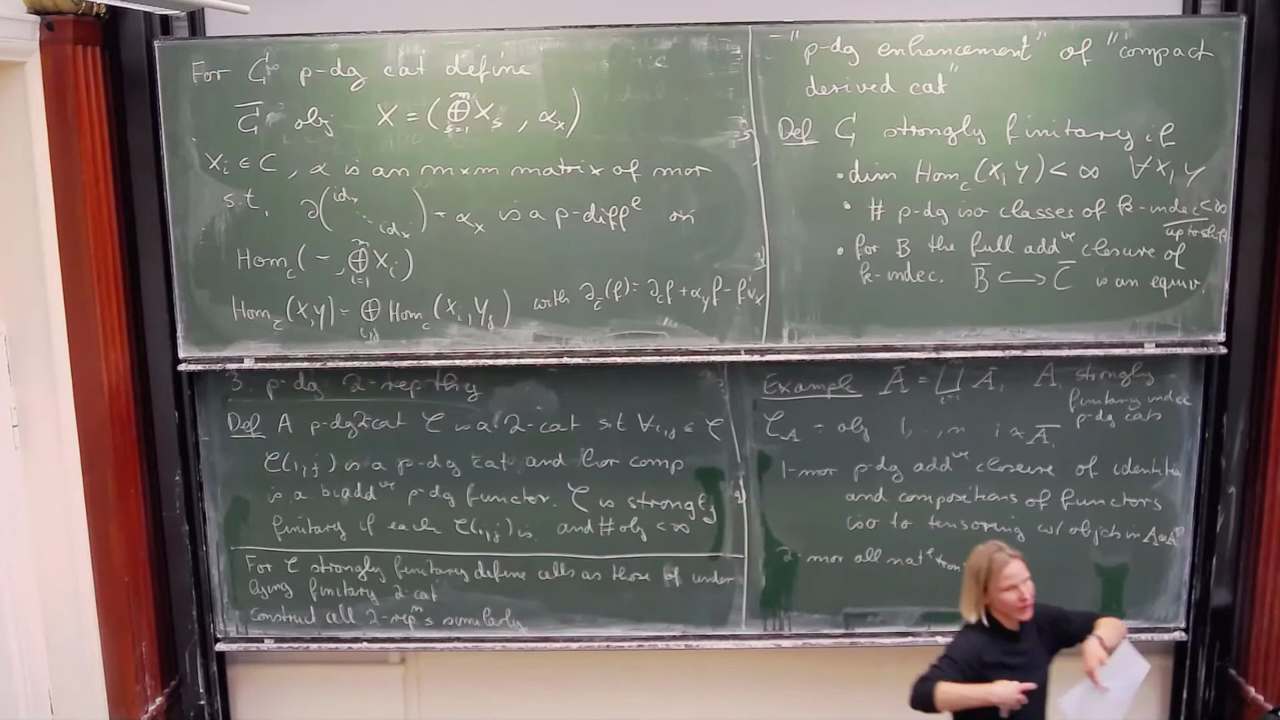 For C p-dg cat define
C̅ obj X = (⊕_{s=1}^{m} X_s , α_X)
X_i ∈ C , α is an m×m matrix of mor
s.t. ∂(id_{X_1} ⋱ id_{X_m}) + α_X is a p-diff^l on
Hom_C(– , ⊕_{i=1}^{m} X_i)
Hom_{C̅}(X,Y) = ⊕_{i,j} Hom_C(X_i, Y_j) with ∂_{C̅}(f) = ∂_C f + α_Y f – f α_X
– "p-dg enhancement" of "compact
derived cat"
Def C strongly finitary if
• dim Hom_C(X,Y) < ∞ ∀ X, Y
• # p-dg iso classes of k-indec < ∞
up to shift
• for B the full add^{ve} closure of
k-indec. B̅ ↪ C̅ is an equiv.
3. p-dg 2-rep thy
Def A p-dg 2-cat C is a 2-cat s.t. ∀ i,j ∈ C
C(i,j) is a p-dg cat and hor comp
is a biadd^{ve} p-dg functor. C is strongly
finitary if each C(i,j) is, and # obj < ∞
For C strongly finitary define cells as those of under
lying finitary 2-cat
construct all 2-rep^{n}s similarly
Example A̅ = ∐_{i=1} A̅_i A_i strongly
finitary indec
p-dg cats
C_A – obj 1, …, n i ≈ A̅_i
1-mor p-dg add^{ve} closure of identities
and compositions of functors
iso to tensoring w/ objects in A⊗A^{op}
2-mor all nat^l